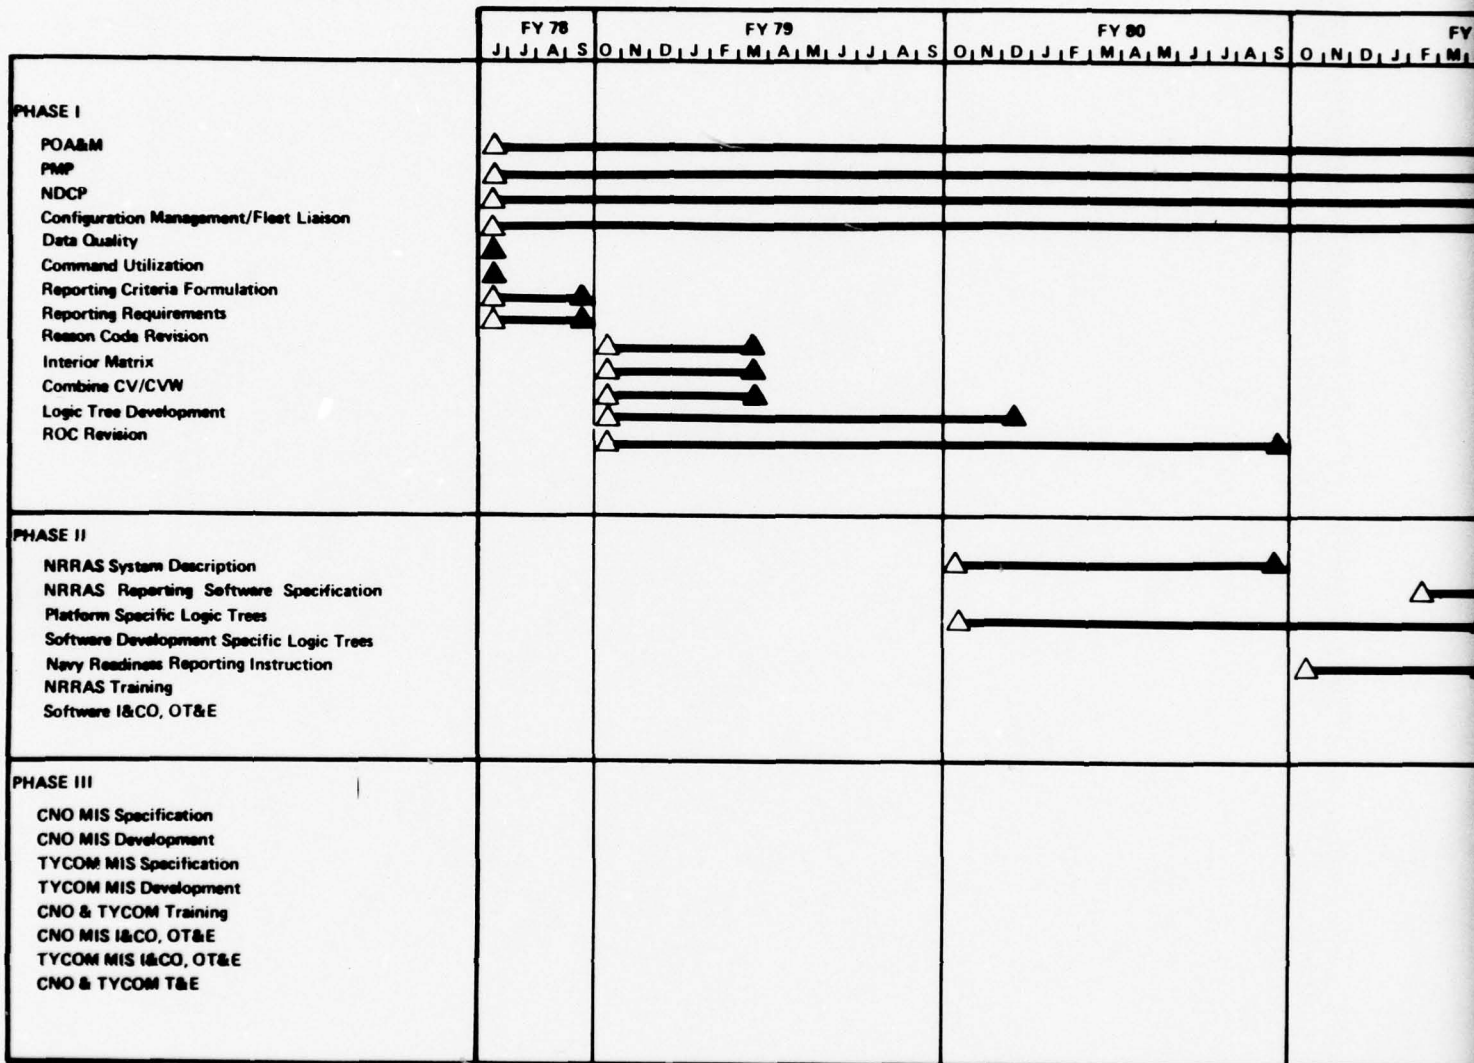 FY 78 FY 79 FY 80 FY
J J A S O N D J F M A M J J A S O N D J F M A M J J A S O N D J F M
PHASE I
POA&M
PMP
NDCP
Configuration Management/Fleet Liaison
Data Quality
Command Utilization
Reporting Criteria Formulation
Reporting Requirements
Reason Code Revision
Interior Matrix
Combine CV/CVW
Logic Tree Development
ROC Revision
PHASE II
NRRAS System Description
NRRAS Reporting Software Specification
Platform Specific Logic Trees
Software Development Specific Logic Trees
Navy Readiness Reporting Instruction
NRRAS Training
Software I&CO, OT&E
PHASE III
CNO MIS Specification
CNO MIS Development
TYCOM MIS Specification
TYCOM MIS Development
CNO & TYCOM Training
CNO MIS I&CO, OT&E
TYCOM MIS I&CO, OT&E
CNO & TYCOM T&E